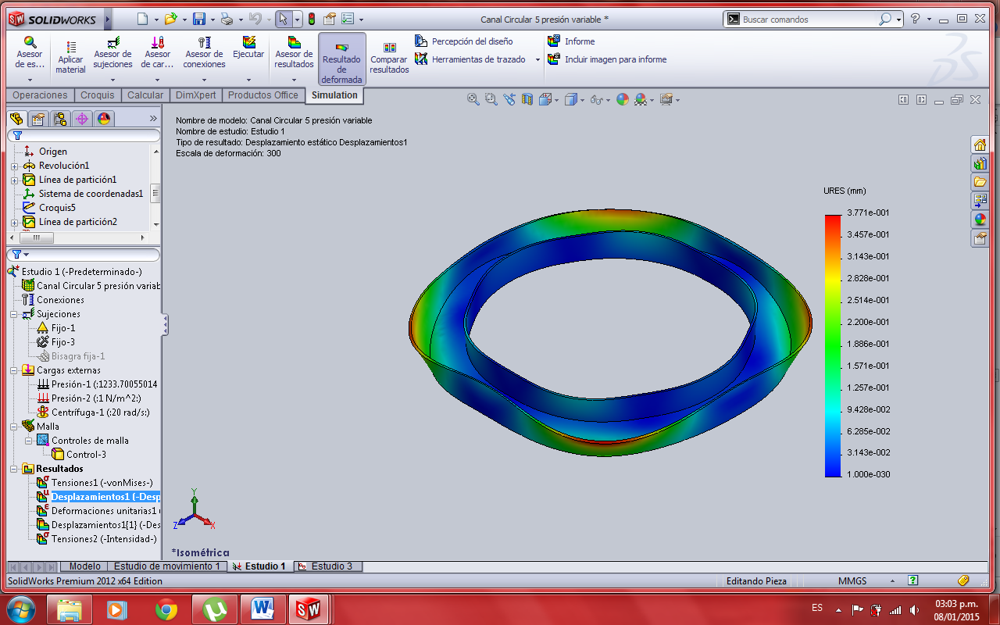 SOLIDWORKS
Canal Circular 5 presión variable *
Buscar comandos
Asesor de es...
Aplicar material
Asesor de sujeciones
Asesor de car...
Asesor de conexiones
Ejecutar
Asesor de resultados
Resultado de deformada
Comparar resultados
Percepción del diseño
Herramientas de trazado
Informe
Incluir imagen para informe
Operaciones Croquis Calcular DimXpert Productos Office Simulation
Nombre de modelo: Canal Circular 5 presión variable
Nombre de estudio: Estudio 1
Tipo de resultado: Desplazamiento estático Desplazamientos1
Escala de deformación: 300
Origen
Revolución1
Línea de partición1
Sistema de coordenadas1
Croquis5
Línea de partición2
Estudio 1 (-Predeterminado-)
Canal Circular 5 presión variab
Conexiones
Sujeciones
Fijo-1
Fijo-3
Bisagra fija-1
Cargas externas
Presión-1 (:1233.70055014
Presión-2 (:1 N/m^2:)
Centrífuga-1 (:20 rad/s:)
Malla
Controles de malla
Control-3
Resultados
Tensiones1 (-vonMises-)
Desplazamientos1 (-Desp
Deformaciones unitarias1
Desplazamientos1{1} (-Des
Tensiones2 (-Intensidad-)
URES (mm)
3.771e-001
3.457e-001
3.143e-001
2.828e-001
2.514e-001
2.200e-001
1.886e-001
1.571e-001
1.257e-001
9.428e-002
6.285e-002
3.143e-002
1.000e-030
Y
Z
X
*Isométrica
Modelo Estudio de movimiento 1 Estudio 1 Estudio 3
SolidWorks Premium 2012 x64 Edition
Editando Pieza
MMGS
ES
03:03 p.m.
08/01/2015